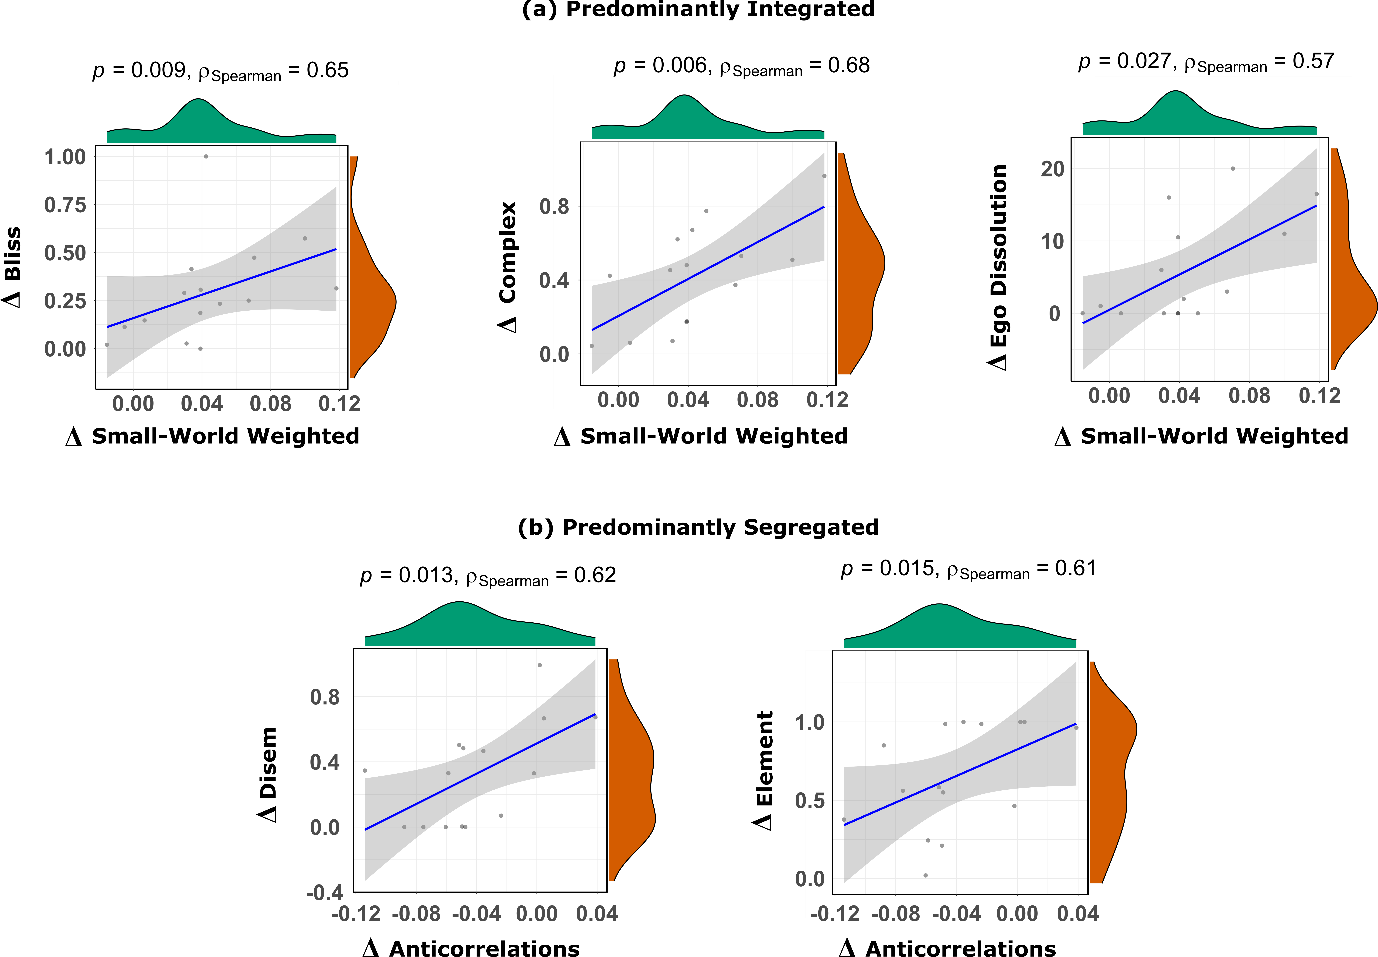 (a) Predominantly Integrated
p = 0.009, ρSpearman = 0.65
1.00
0.75
0.50
0.25
0.00
Δ Bliss
0.00 0.04 0.08 0.12
Δ Small-World Weighted
p = 0.006, ρSpearman = 0.68
0.8
0.4
0.0
Δ Complex
0.00 0.04 0.08 0.12
Δ Small-World Weighted
p = 0.027, ρSpearman = 0.57
20
10
0
Δ Ego Dissolution
0.00 0.04 0.08 0.12
Δ Small-World Weighted
(b) Predominantly Segregated
p = 0.013, ρSpearman = 0.62
0.8
0.4
0.0
-0.4
Δ Disem
-0.12 -0.08 -0.04 0.00 0.04
Δ Anticorrelations
p = 0.015, ρSpearman = 0.61
1.0
0.5
0.0
Δ Element
-0.12 -0.08 -0.04 0.00 0.04
Δ Anticorrelations